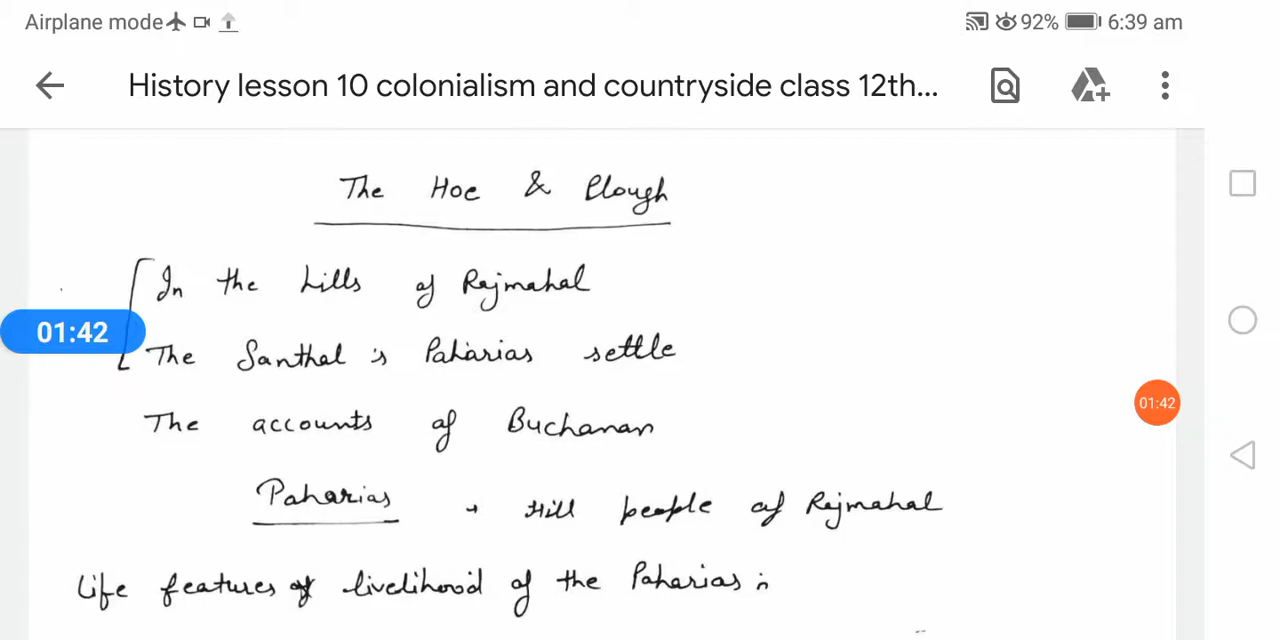 Airplane mode 92% 6:39 am
History lesson 10 colonialism and countryside class 12th...
The Hoe & Plough
In the hills of Rajmahal
01:42
The Santhal is Paharias settle
01:42
The accounts of Buchanan
Paharias → Hill people of Rajmahal
Life features of livelihood of the Paharias